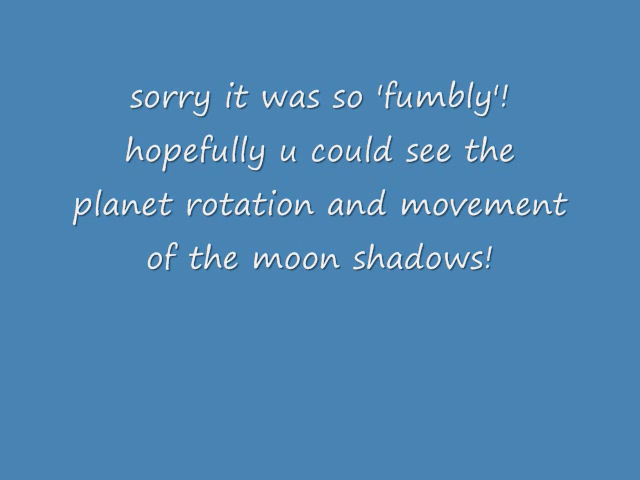 sorry it was so 'fumbly'!
hopefully u could see the
planet rotation and movement
of the moon shadows!